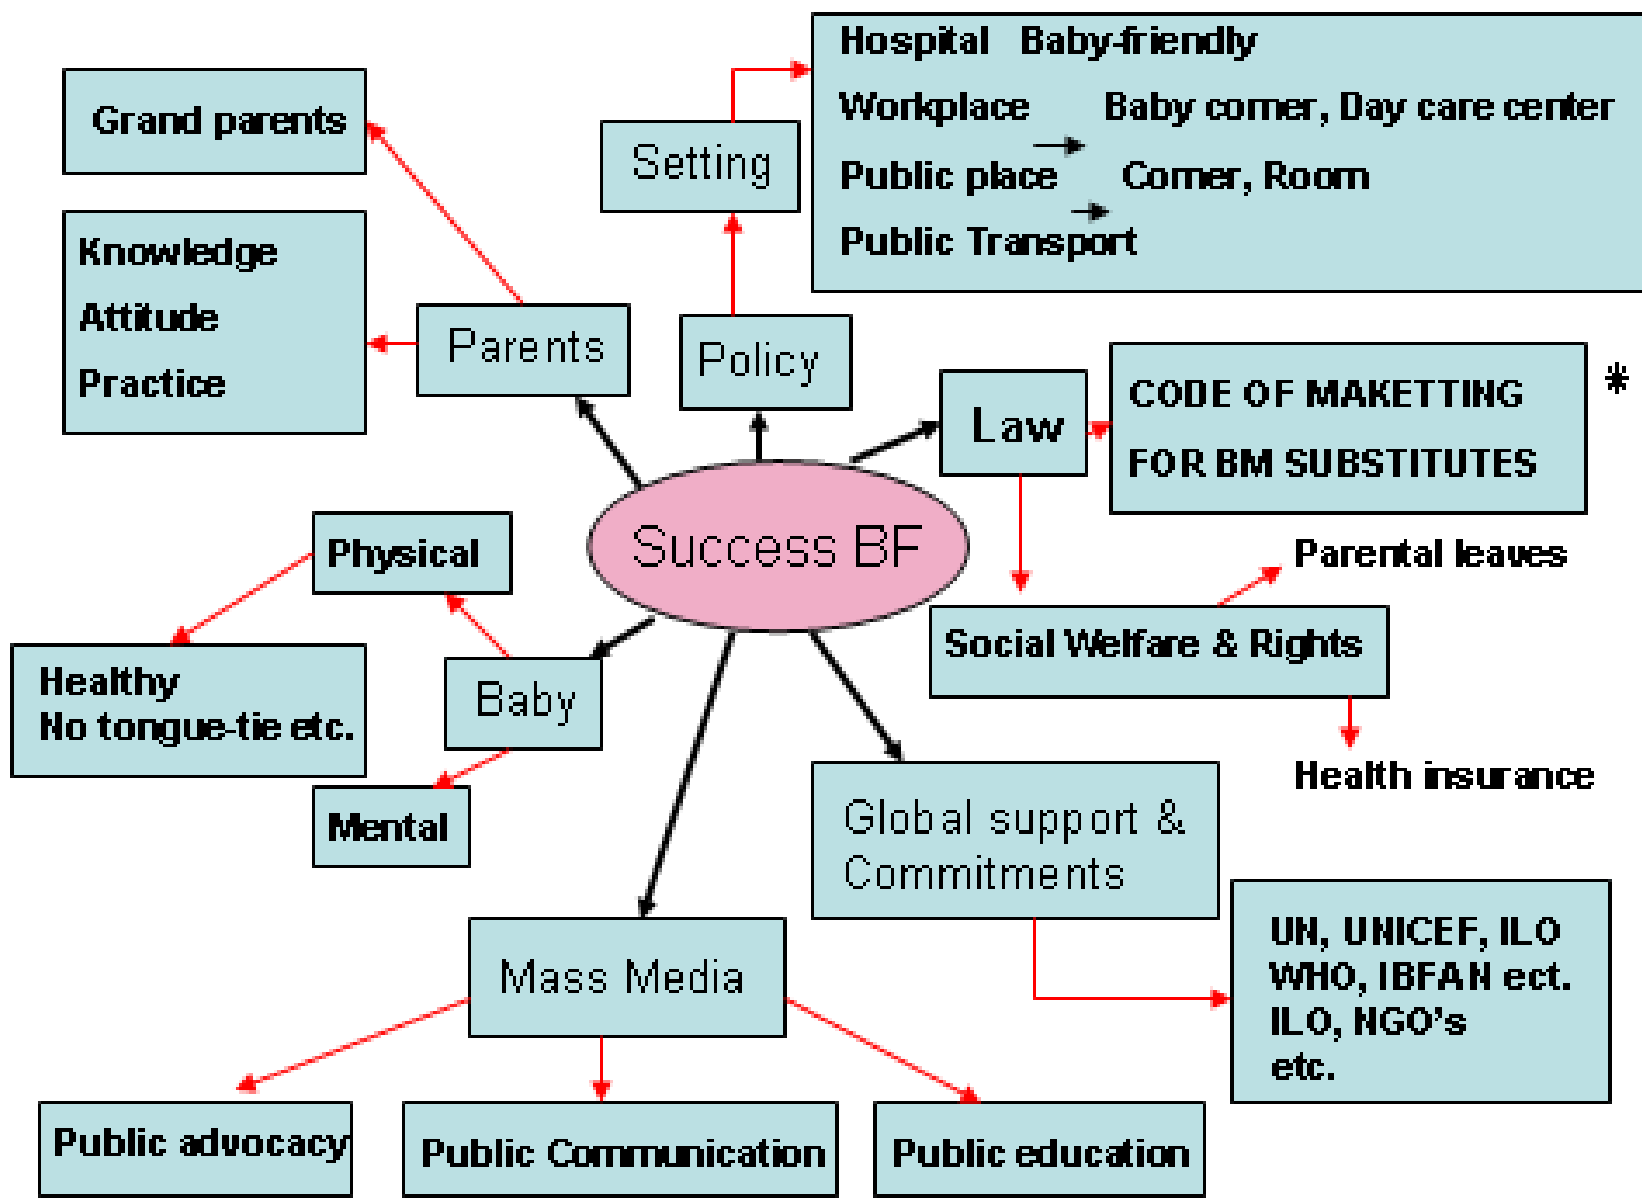 Hospital Baby-friendly
Workplace Baby corner, Day care center
Public place Corner, Room
Public Transport
Setting
Grand parents
Knowledge
Attitude
Practice
Parents
Policy
Law
CODE OF MAKETTING
FOR BM SUBSTITUTES
*
Success BF
Physical
Parental leaves
Social Welfare & Rights
Healthy
No tongue-tie etc.
Baby
Health insurance
Mental
Global support &
Commitments
UN, UNICEF, ILO
WHO, IBFAN ect.
ILO, NGO's
etc.
Mass Media
Public advocacy
Public Communication
Public education